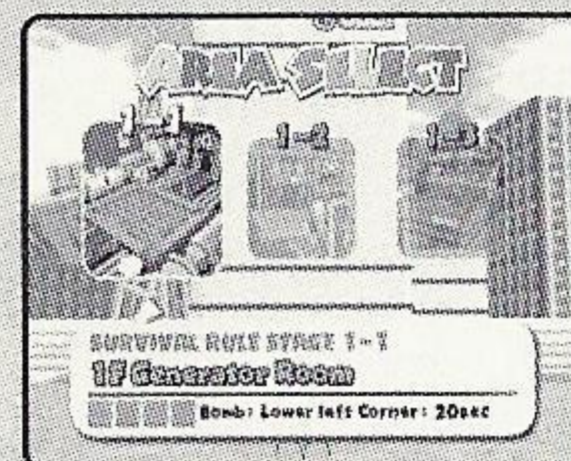 AREA SELECT
1-1 1-2 1-3
SURVIVAL RULE STAGE 1-1
1F Generator Room
Bomb: Lower left Corner: 20sec